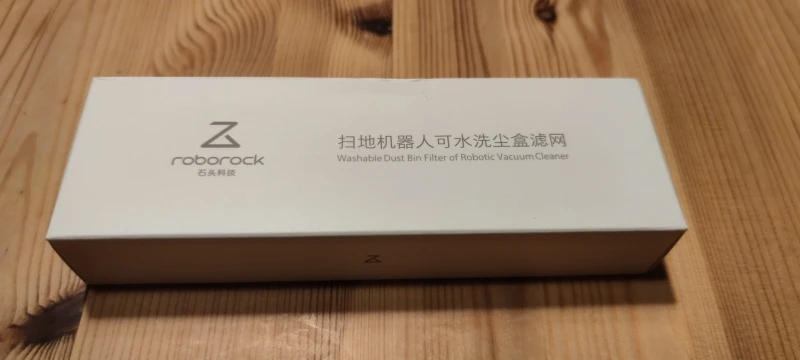 roborock
石头科技
扫地机器人可水洗尘盒滤网
Washable Dust Bin Filter of Robotic Vacuum Cleaner